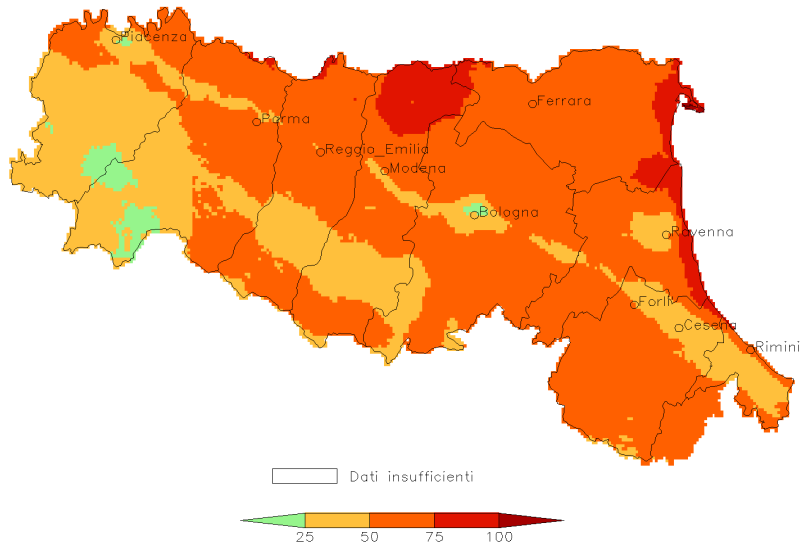 Piacenza
Ferrara
Parma
Reggio_Emilia
Modena
Bologna
Ravenna
Forlì
Cesena
Rimini
Dati insufficienti
25 50 75 100